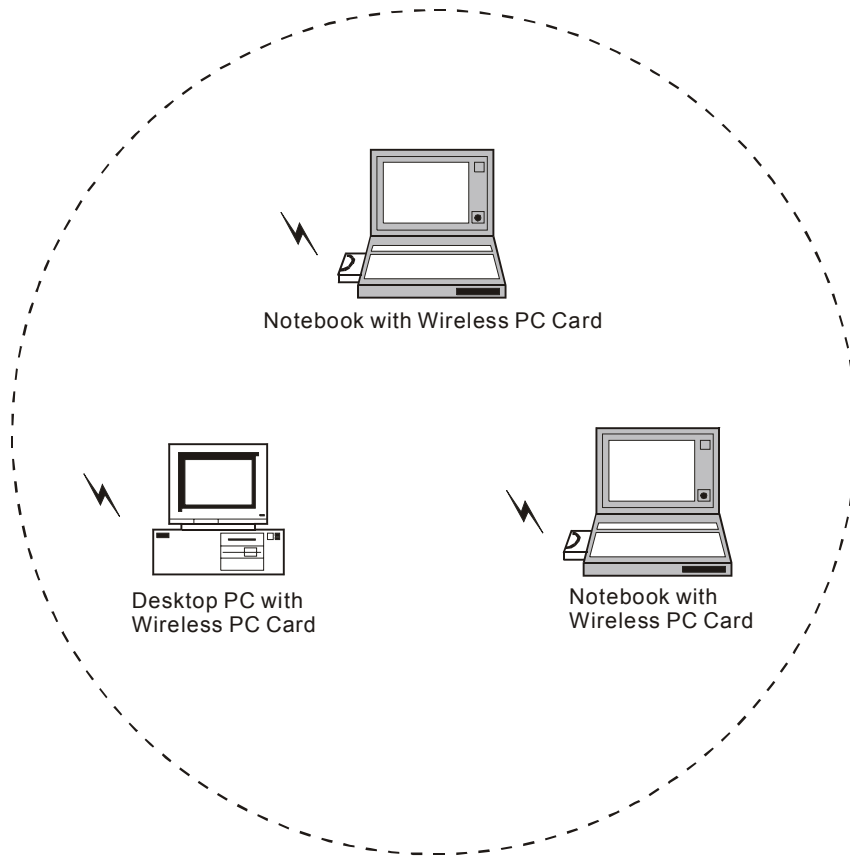 Notebook with Wireless PC Card
Desktop PC with
Wireless PC Card
Notebook with
Wireless PC Card